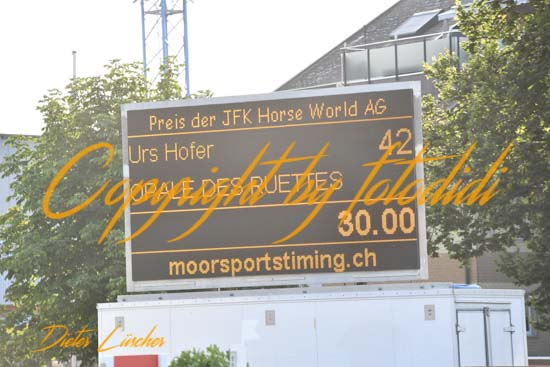 Preis der JFK Horse World AG
Urs Hofer 42
OPALE DES RUETTES
30.00
moorsportstiming.ch
Copyright by fotodidi
Dieter Lüscher